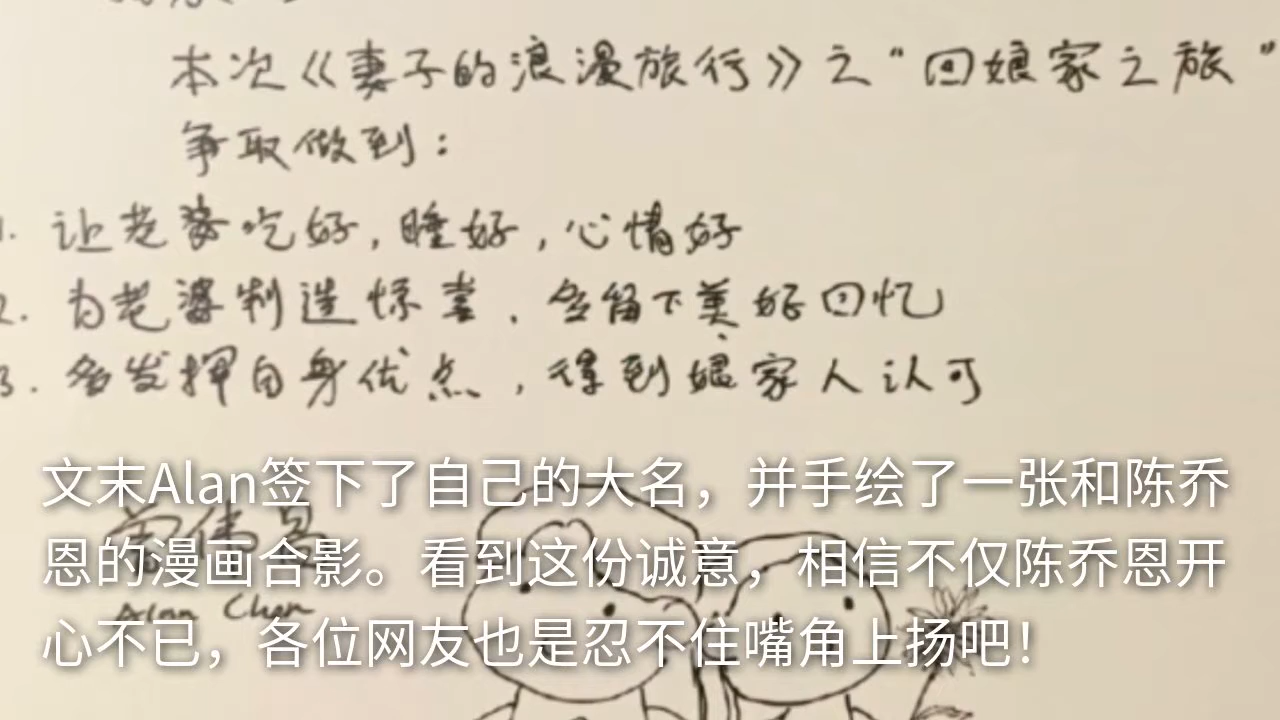 本次《妻子的浪漫旅行》之“回娘家之旅”
争取做到:
1. 让老婆吃好,睡好,心情好
2. 为老婆制造惊喜,多留下美好回忆
3. 多发挥自身优点,得到娘家人认可
文末Alan签下了自己的大名,并手绘了一张和陈乔
恩的漫画合影。看到这份诚意,相信不仅陈乔恩开
心不已,各位网友也是忍不住嘴角上扬吧!
曾伟昌
Alan Chen